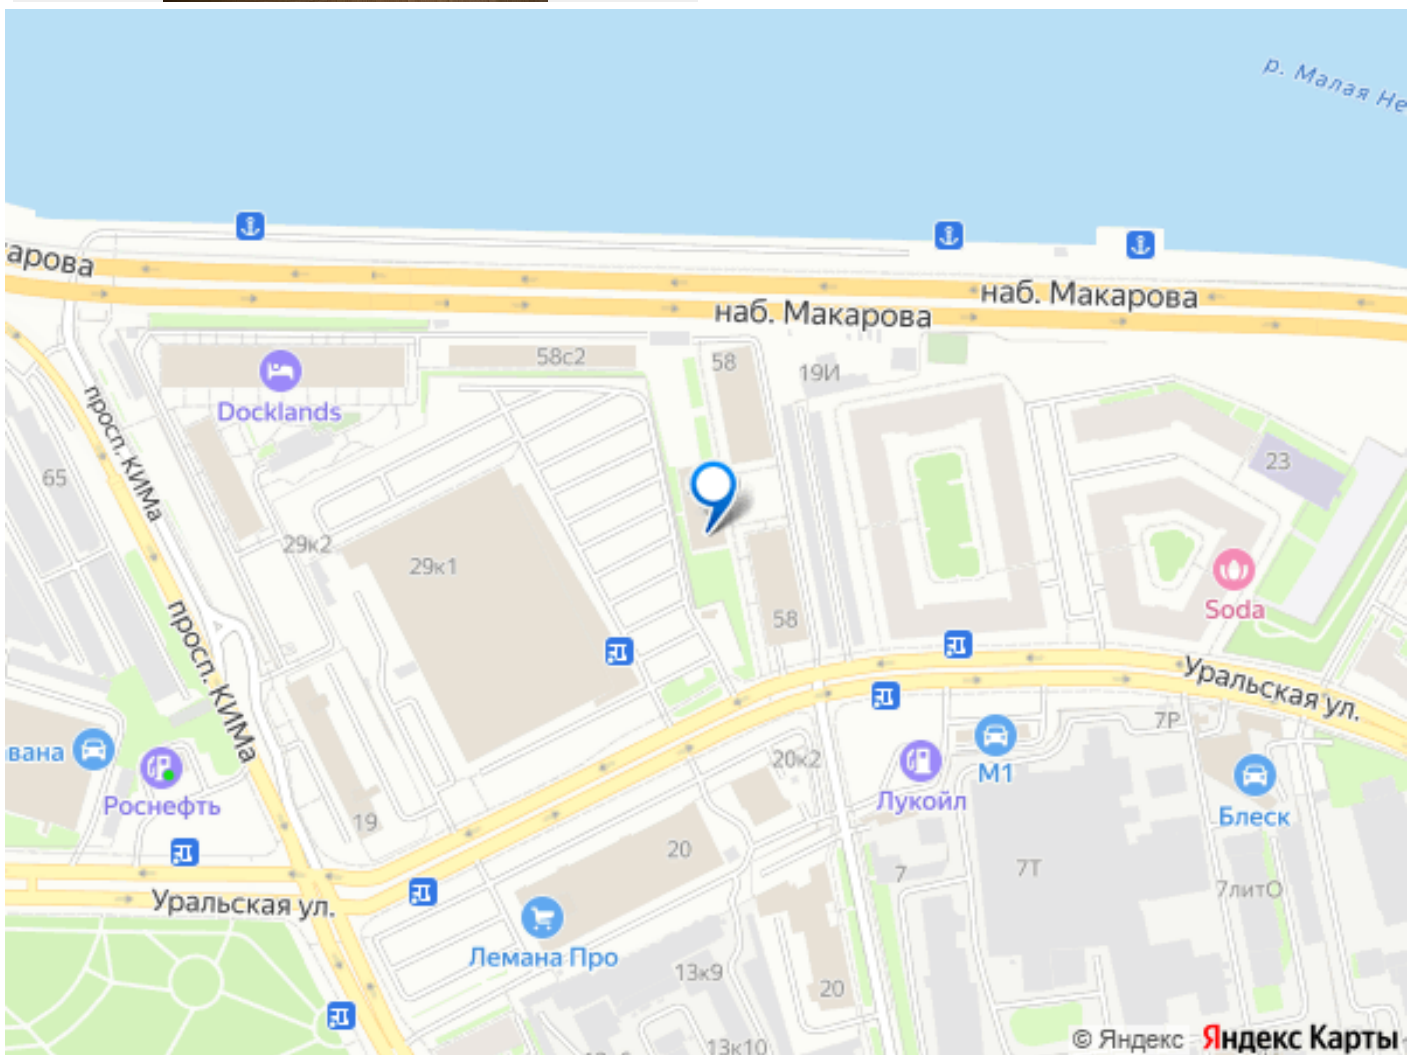 р. Малая Не
арова
наб. Макарова
наб. Макарова
58с2
58
19И
Docklands
просп. КИМа
65
23
29к2
29к1
Soda
58
просп. КИМа
Уральская ул.
7Р
вана
20к2
М1
Роснефть
Лукойл
Блеск
19
20
7
7Т
7литО
Уральская ул.
Лемана Про
13к9
20
13к10
© Яндекс Яндекс Карты